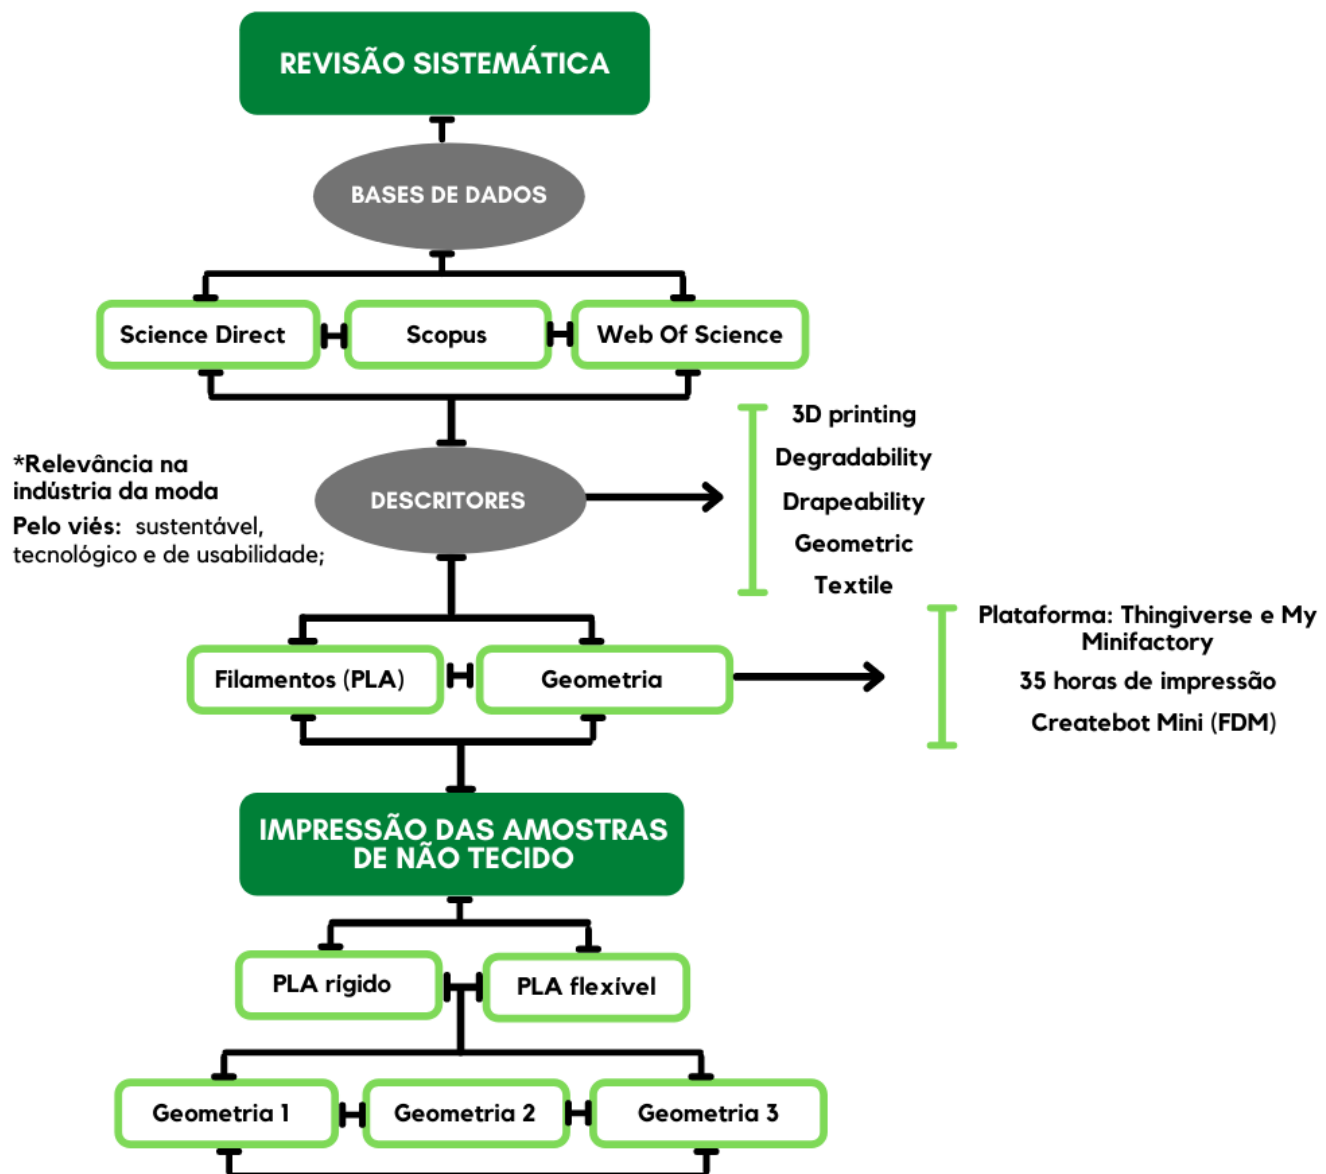 REVISÃO SISTEMÁTICA
BASES DE DADOS
Science Direct
Scopus
Web Of Science
*Relevância na
indústria da moda
Pelo viés: sustentável,
tecnológico e de usabilidade;
DESCRITORES
3D printing
Degradability
Drapeability
Geometric
Textile
Filamentos (PLA)
Geometria
Plataforma: Thingiverse e My
Minifactory
35 horas de impressão
Createbot Mini (FDM)
IMPRESSÃO DAS AMOSTRAS
DE NÃO TECIDO
PLA rígido
PLA flexível
Geometria 1
Geometria 2
Geometria 3